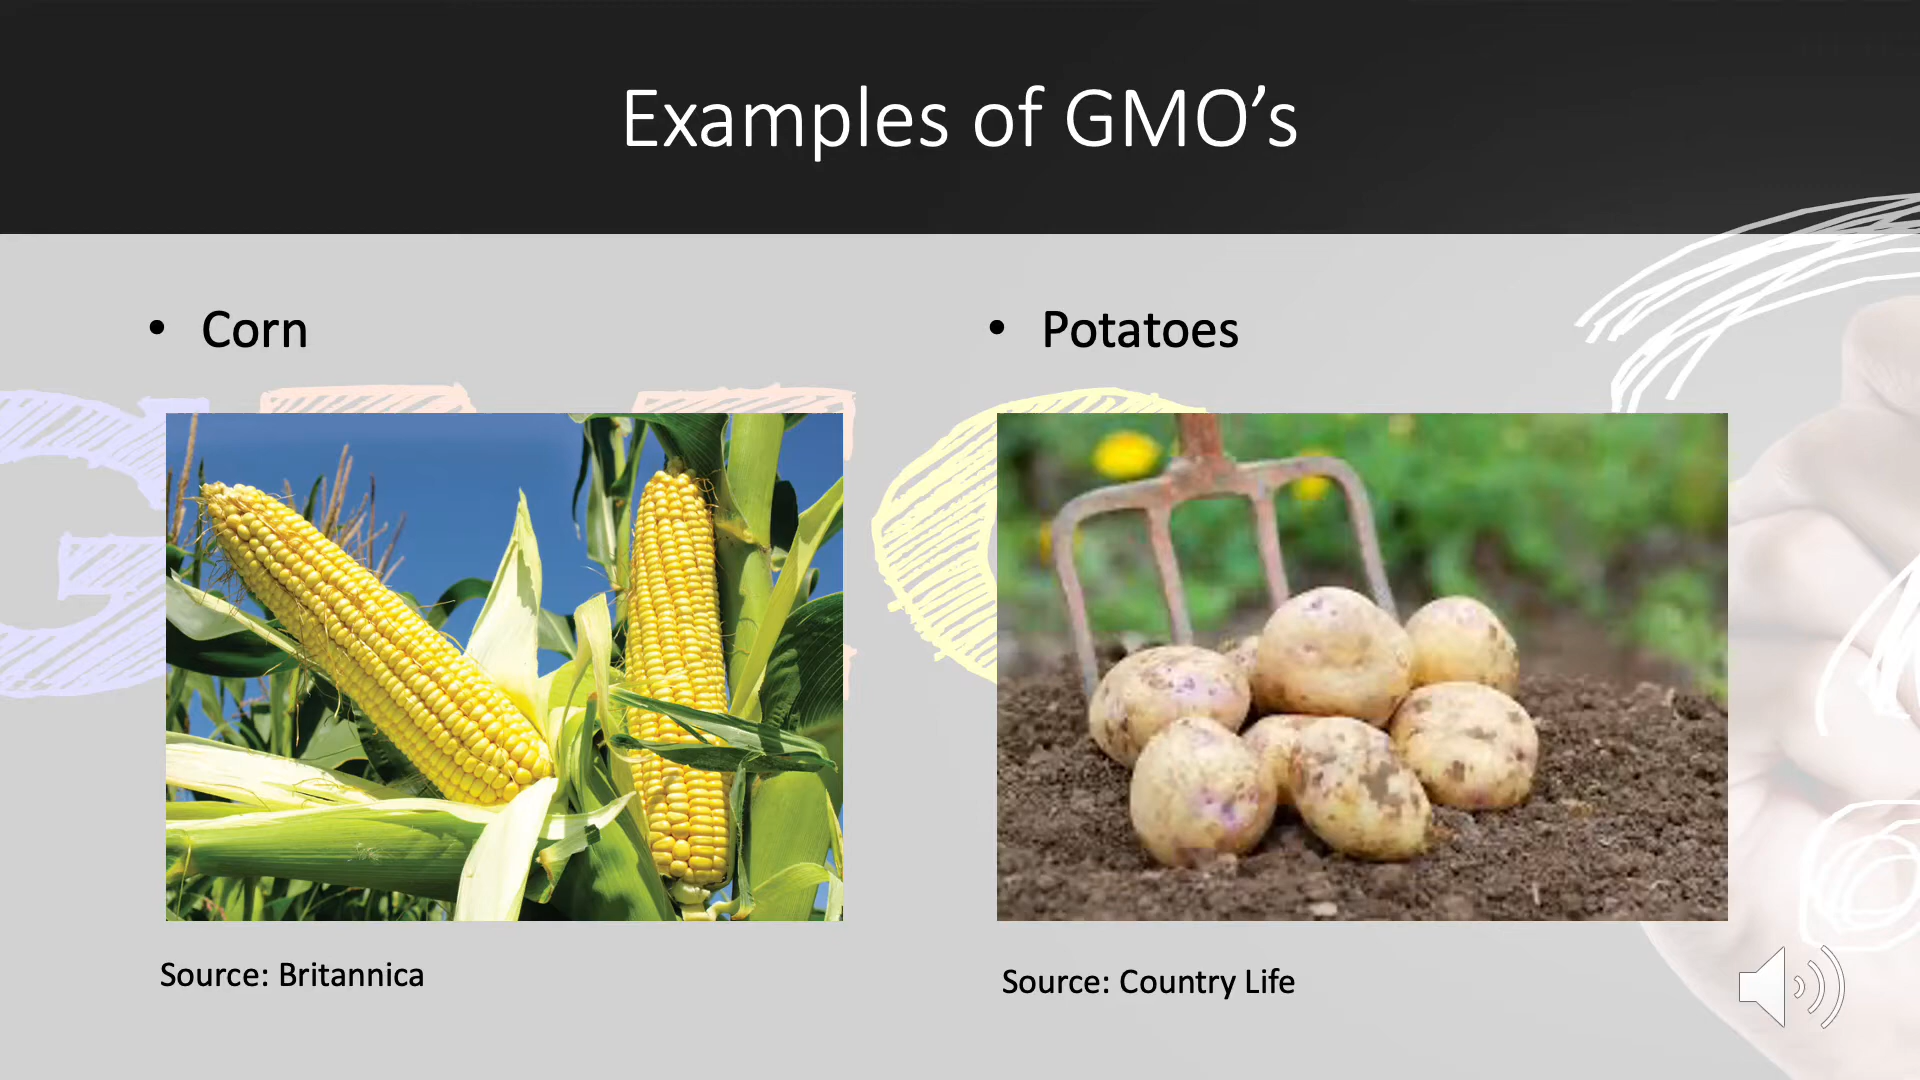 Examples of GMO’s
• Corn
• Potatoes
Source: Britannica
Source: Country Life